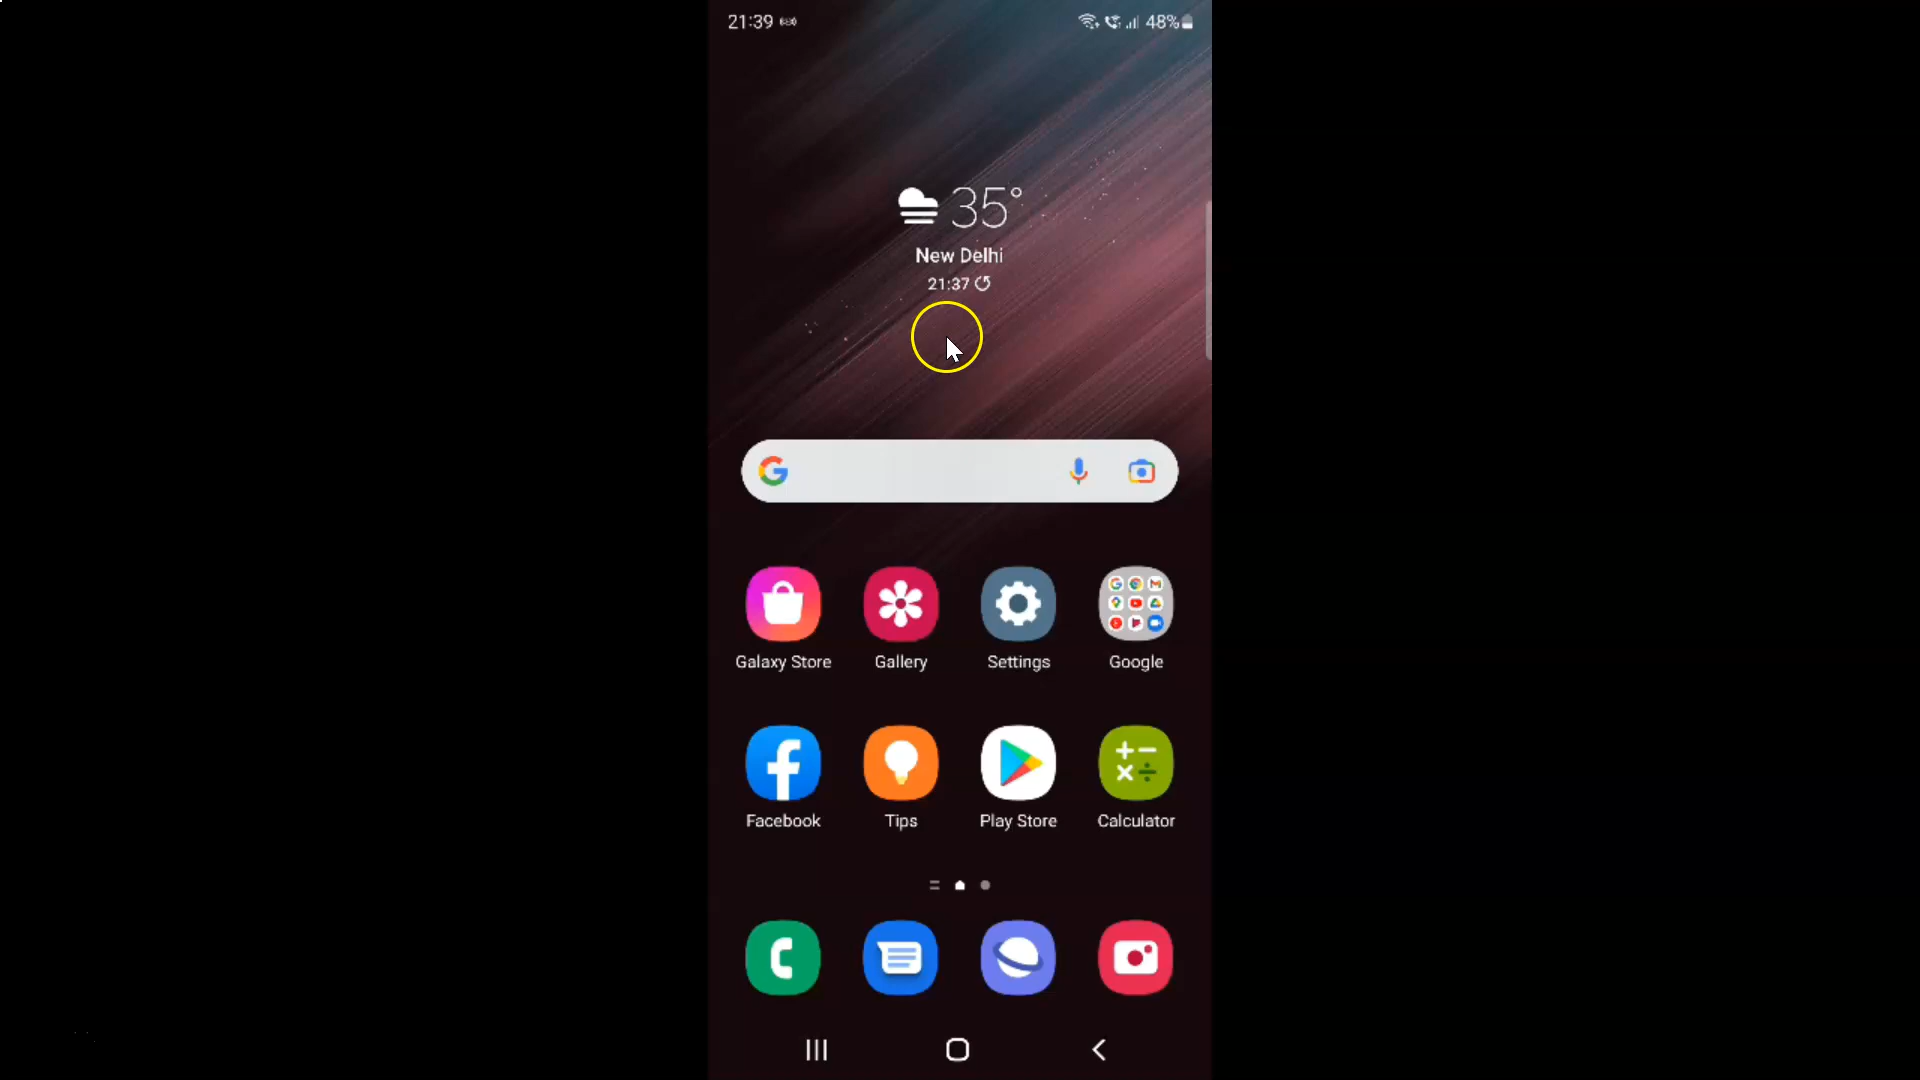 21:39
48%
35°
New Delhi
21:37
Galaxy Store
Gallery
Settings
Google
Facebook
Tips
Play Store
Calculator